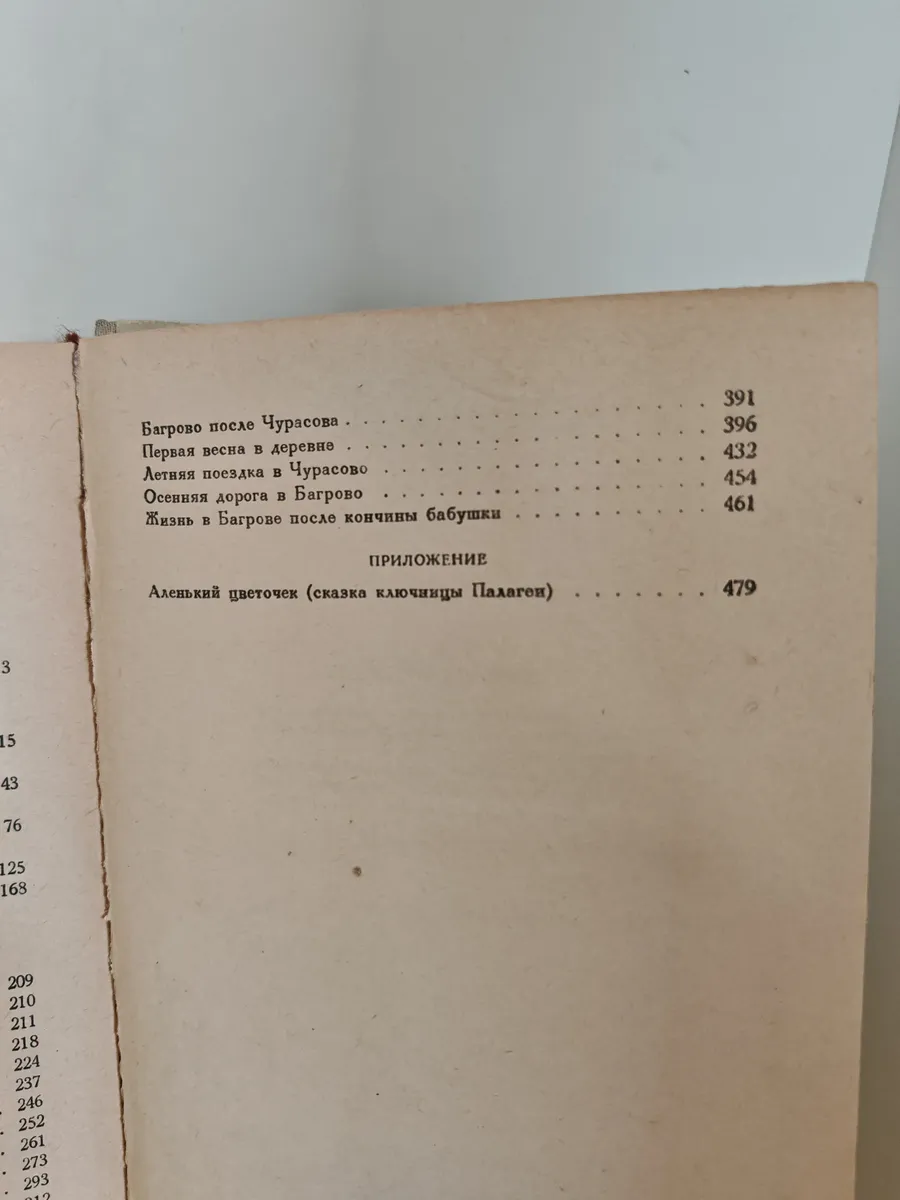 3
15
43
76
125
168
209
210
211
218
224
237
246
252
261
273
293
Багрово после Чурасова . . . . . . . . . . . . . . . . . 391
Первая весна в деревне . . . . . . . . . . . . . . . . . 396
Летняя поездка в Чурасово . . . . . . . . . . . . . . . 432
Осенняя дорога в Багрово . . . . . . . . . . . . . . . 454
Жизнь в Багрове после кончины бабушки . . . . . . . . . 461
ПРИЛОЖЕНИЕ
Аленький цветочек (сказка ключницы Палагеи) . . . . . . . 479